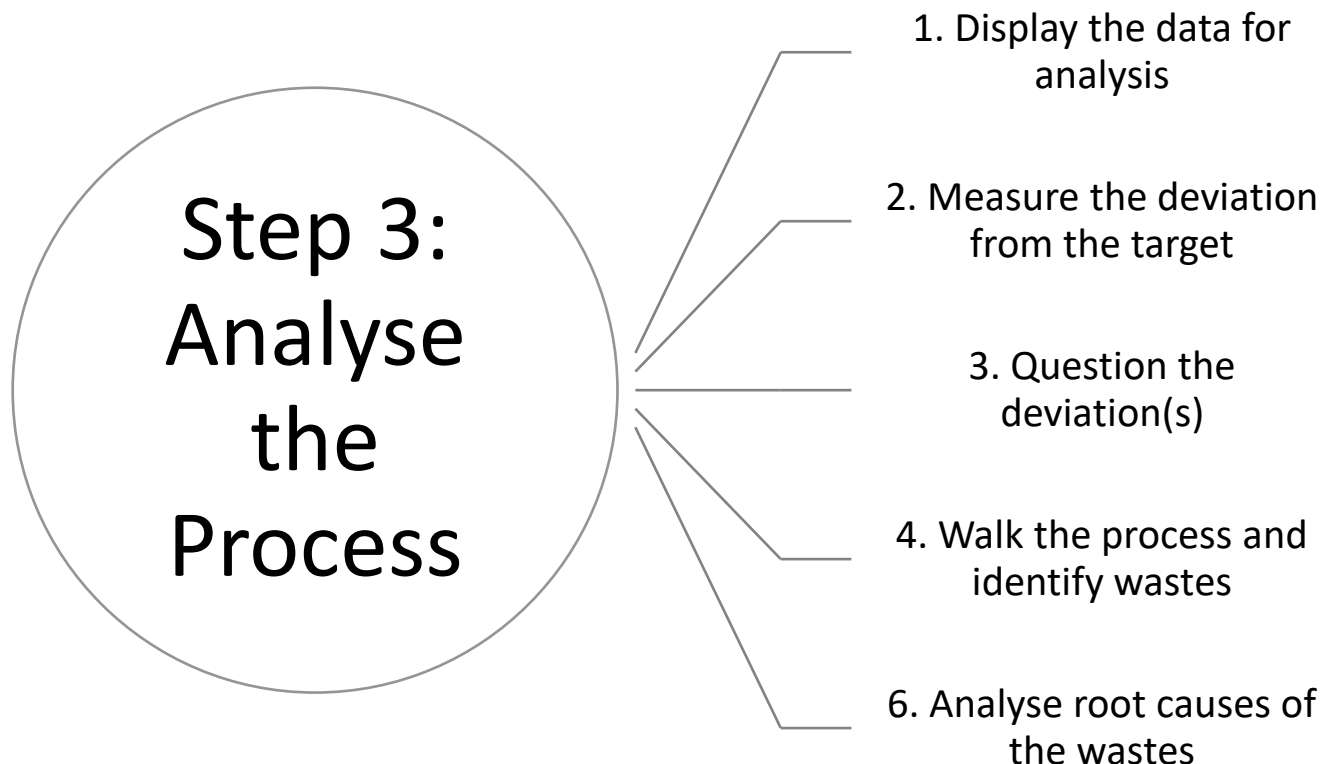 Step 3:
Analyse
the
Process
1. Display the data for
analysis
2. Measure the deviation
from the target
3. Question the
deviation(s)
4. Walk the process and
identify wastes
6. Analyse root causes of
the wastes